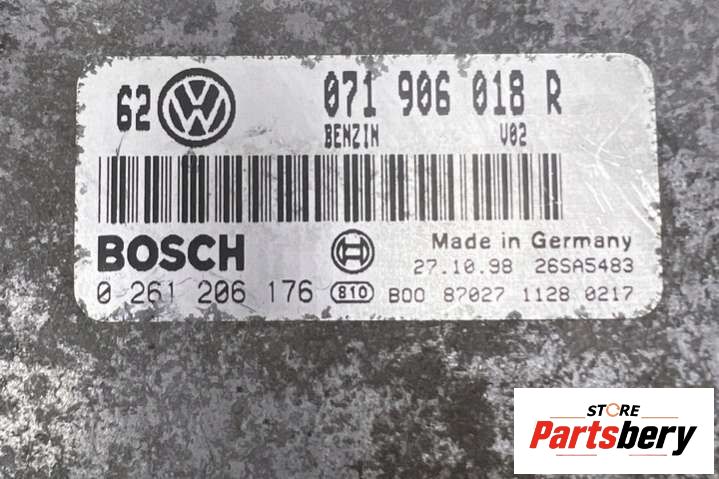 62 VW 071 906 018 R
BENZIN V02
BOSCH Made in Germany
27.10.98 26SA5483
0 261 206 176 810 B00 87027 1128 0217
STORE
Partsbery